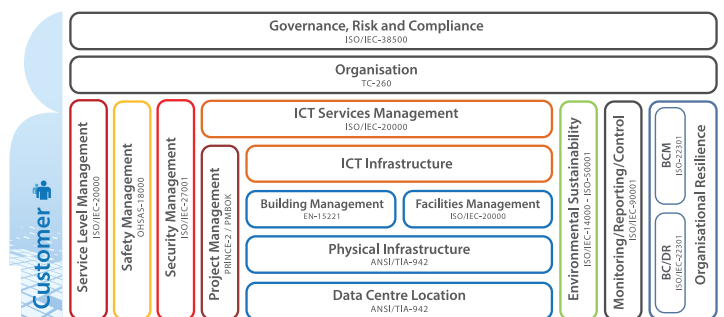 Governance, Risk and Compliance
ISO/IEC-38500
Organisation
TC-260
Customer
Service Level Management
ISO/IEC-20000
Safety Management
OHSAS-18000
Security Management
ISO/IEC-27001
ICT Services Management
ISO/IEC-20000
Project Management
PRINCE-2 / PMBOK
ICT Infrastructure
Building Management
EN-15221
Facilities Management
ISO/IEC-20000
Physical Infrastructure
ANSI/TIA-942
Data Centre Location
ANSI/TIA-942
Environmental Sustainability
ISO/IEC-14000 - ISO-50001
Monitoring/Reporting/Control
ISO/IEC-90001
BCM
ISO-22301
BC/DR
ISO/IEC-22301
Organisational Resilience